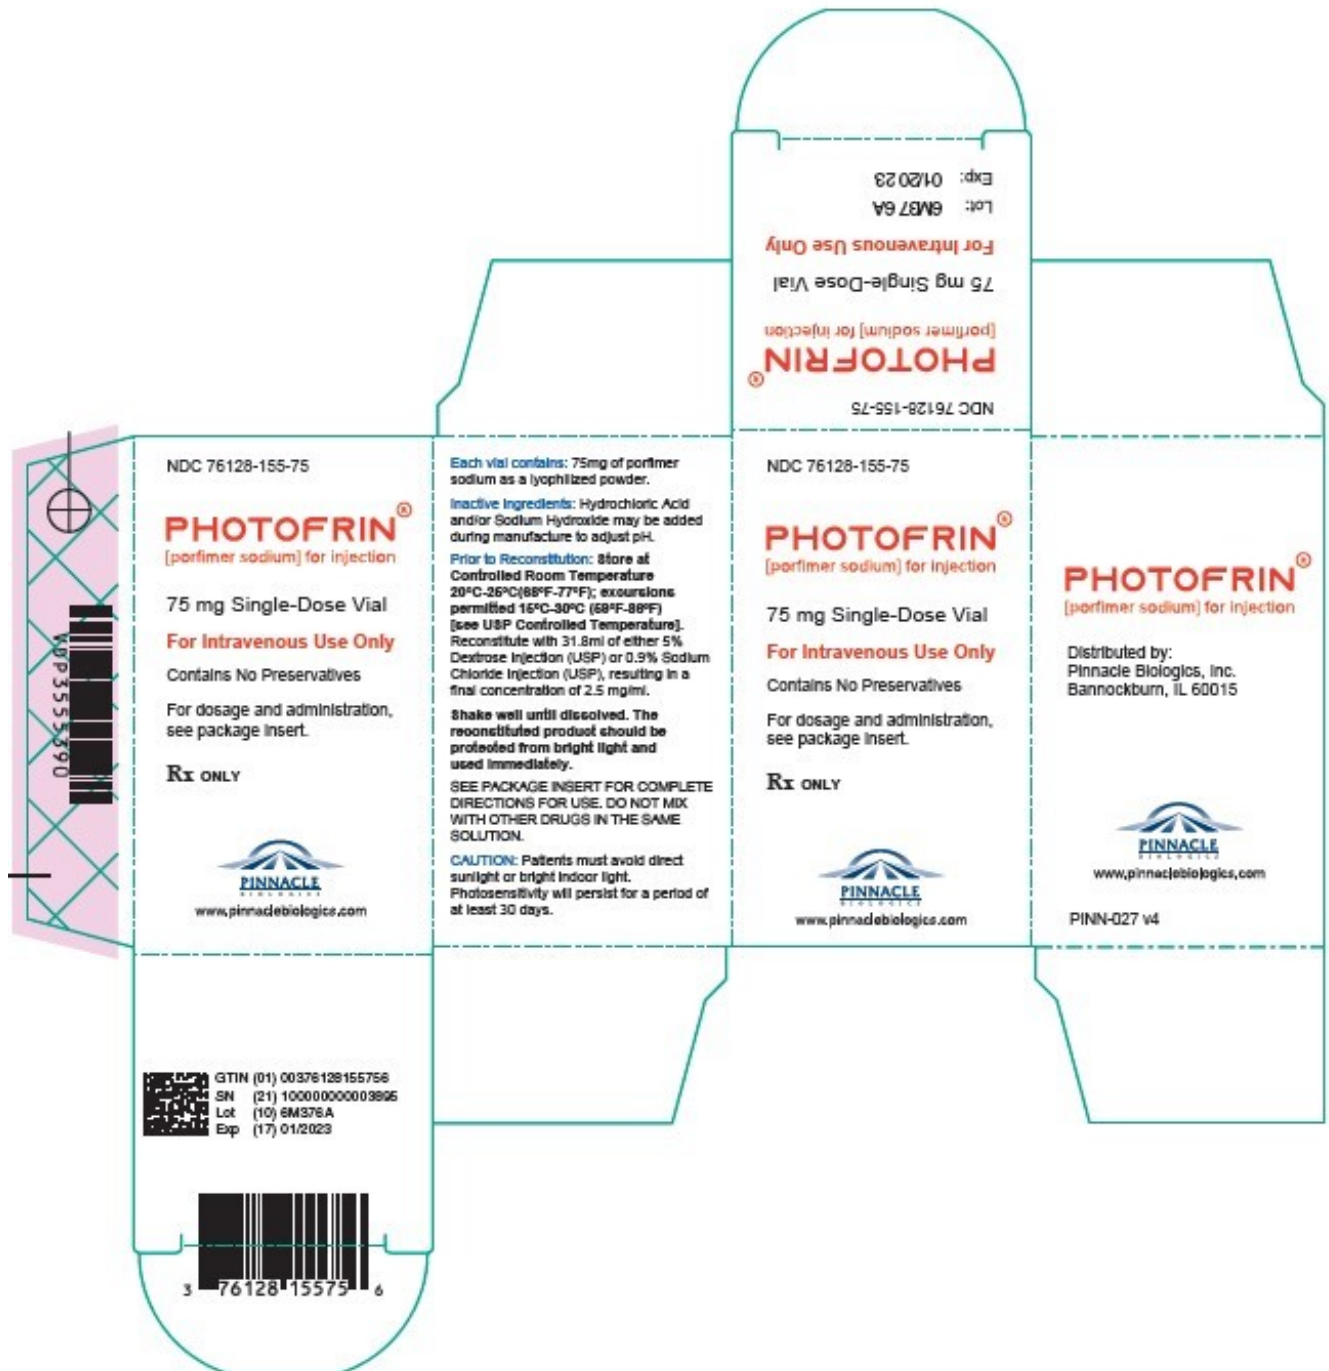 Exp: 01/2023
Lot: 6M376A
For Intravenous Use Only
75 mg Single-Dose Vial
[porfimer sodium] for injection
PHOTOFRIN®
NDC 76128-155-75
VDP3555390
NDC 76128-155-75
PHOTOFRIN®
[porfimer sodium] for injection
75 mg Single-Dose Vial
For Intravenous Use Only
Contains No Preservatives
For dosage and administration,
see package insert.
Rx ONLY
PINNACLE
BIOLOGICS
www.pinnaclebiologics.com
Each vial contains: 75mg of porfimer
sodium as a lyophilized powder.
Inactive Ingredients: Hydrochloric Acid
and/or Sodium Hydroxide may be added
during manufacture to adjust pH.
Prior to Reconstitution: Store at
Controlled Room Temperature
20°C-25°C(68°F-77°F); excursions
permitted 15°C-30°C (59°F-86°F)
[see USP Controlled Temperature].
Reconstitute with 31.8ml of either 5%
Dextrose Injection (USP) or 0.9% Sodium
Chloride Injection (USP), resulting in a
final concentration of 2.5 mg/ml.
Shake well until dissolved. The
reconstituted product should be
protected from bright light and
used immediately.
SEE PACKAGE INSERT FOR COMPLETE
DIRECTIONS FOR USE. DO NOT MIX
WITH OTHER DRUGS IN THE SAME
SOLUTION.
CAUTION: Patients must avoid direct
sunlight or bright indoor light.
Photosensitivity will persist for a period of
at least 30 days.
NDC 76128-155-75
PHOTOFRIN®
[porfimer sodium] for injection
75 mg Single-Dose Vial
For Intravenous Use Only
Contains No Preservatives
For dosage and administration,
see package insert.
Rx ONLY
PINNACLE
BIOLOGICS
www.pinnaclebiologics.com
PHOTOFRIN®
[porfimer sodium] for injection
Distributed by:
Pinnacle Biologics, Inc.
Bannockburn, IL 60015
PINNACLE
BIOLOGICS
www.pinnaclebiologics.com
PINN-027 v4
GTIN (01) 00376128155756
SN (21) 100000000003895
Lot (10) 6M376A
Exp (17) 01/2023
3 76128 15575 6